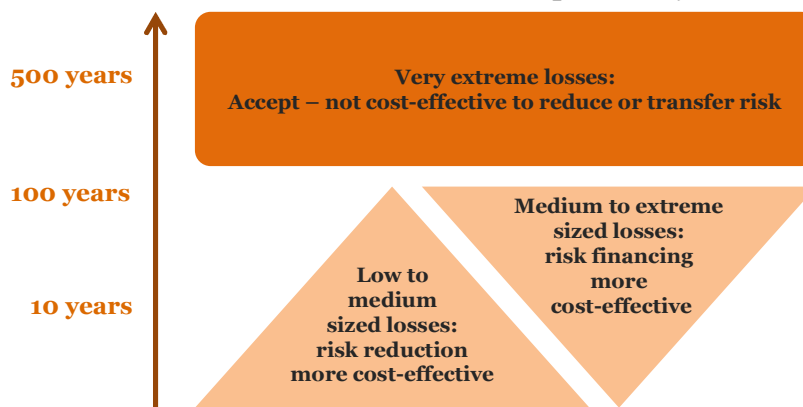 500 years
Very extreme losses:
Accept – not cost-effective to reduce or transfer risk
100 years
Medium to extreme
sized losses:
risk financing
more
cost-effective
Low to
medium
sized losses:
risk reduction
more cost-effective
10 years